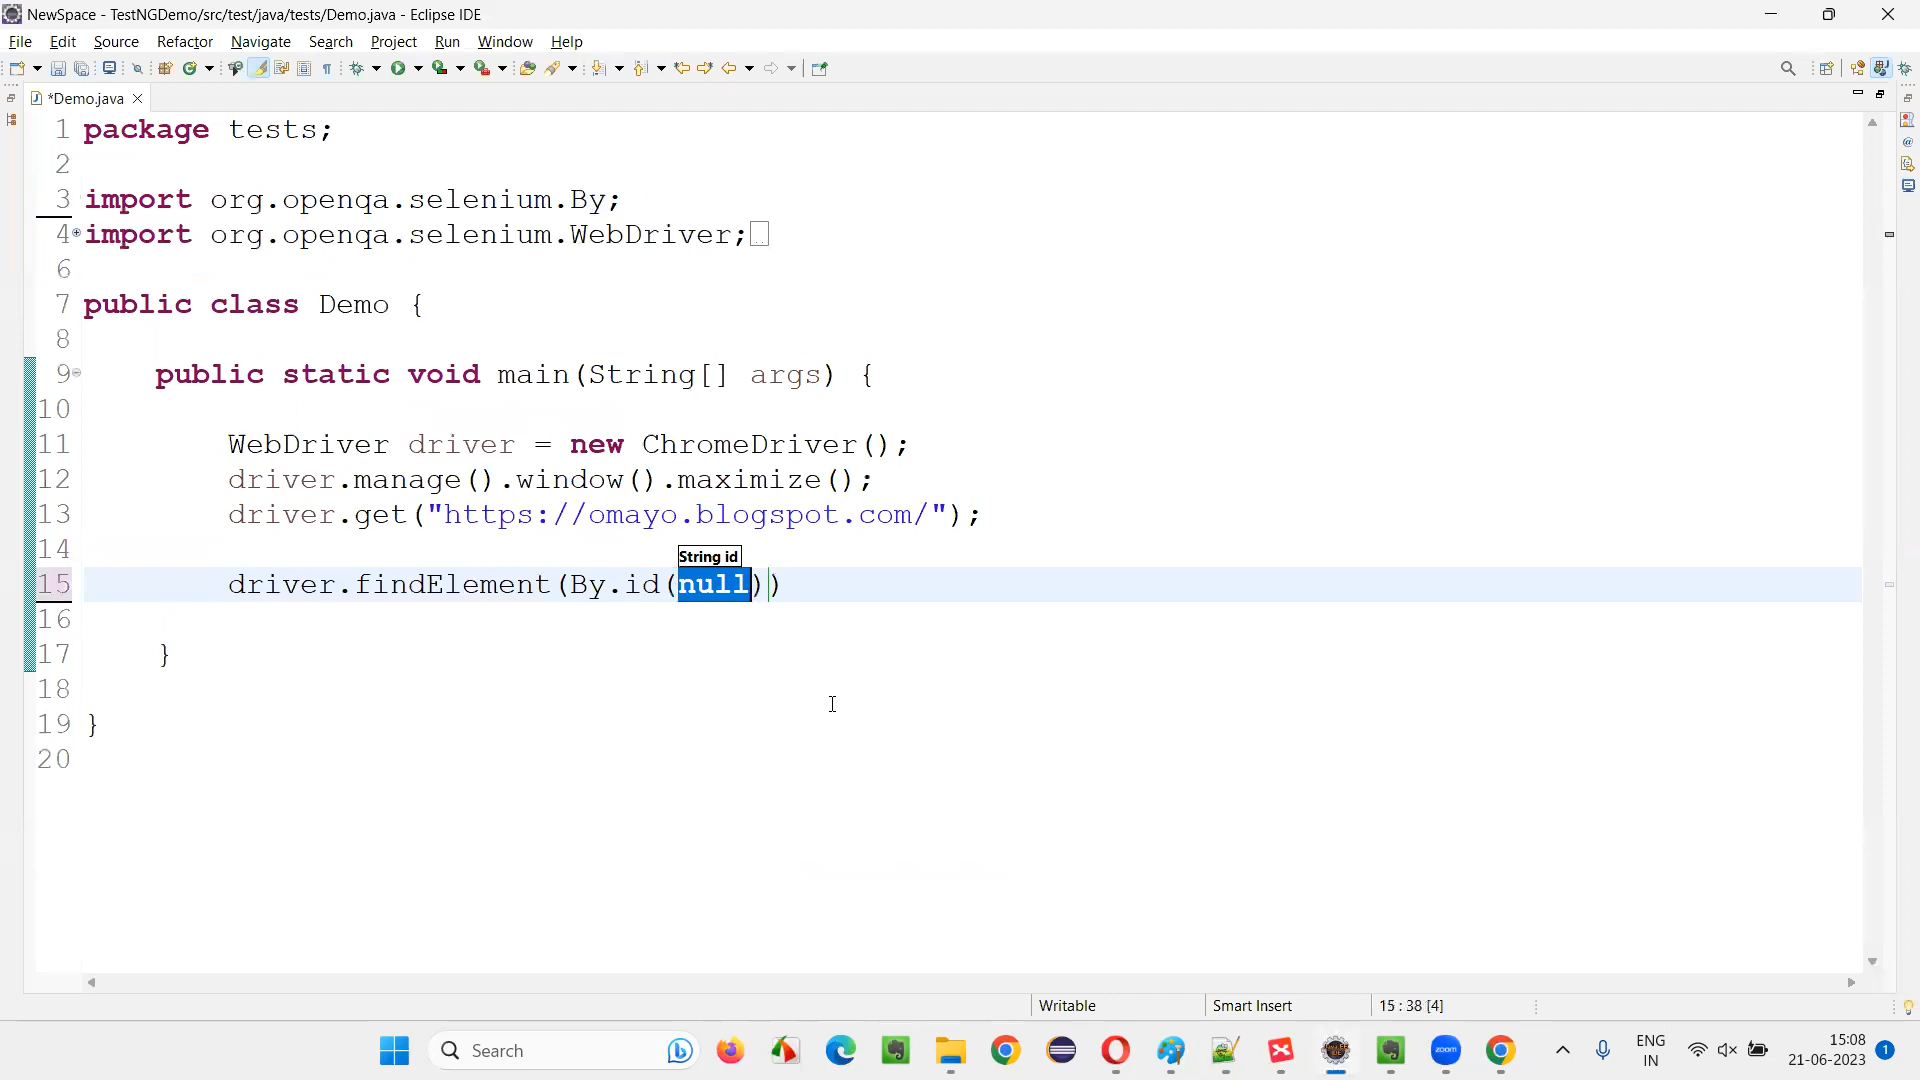 NewSpace - TestNGDemo/src/test/java/tests/Demo.java - Eclipse IDE
File Edit Source Refactor Navigate Search Project Run Window Help
*Demo.java
1 package tests;
2
3 import org.openqa.selenium.By;
4 import org.openqa.selenium.WebDriver;
6
7 public class Demo {
8
9 public static void main(String[] args) {
10
11 WebDriver driver = new ChromeDriver();
12 driver.manage().window().maximize();
13 driver.get("https://omayo.blogspot.com/");
14
String id
15 driver.findElement(By.id(null))
16
17 }
18
19 }
20
Writable Smart Insert 15 : 38 [4]
Search
zoom
ENG
IN
15:08
21-06-2023
1